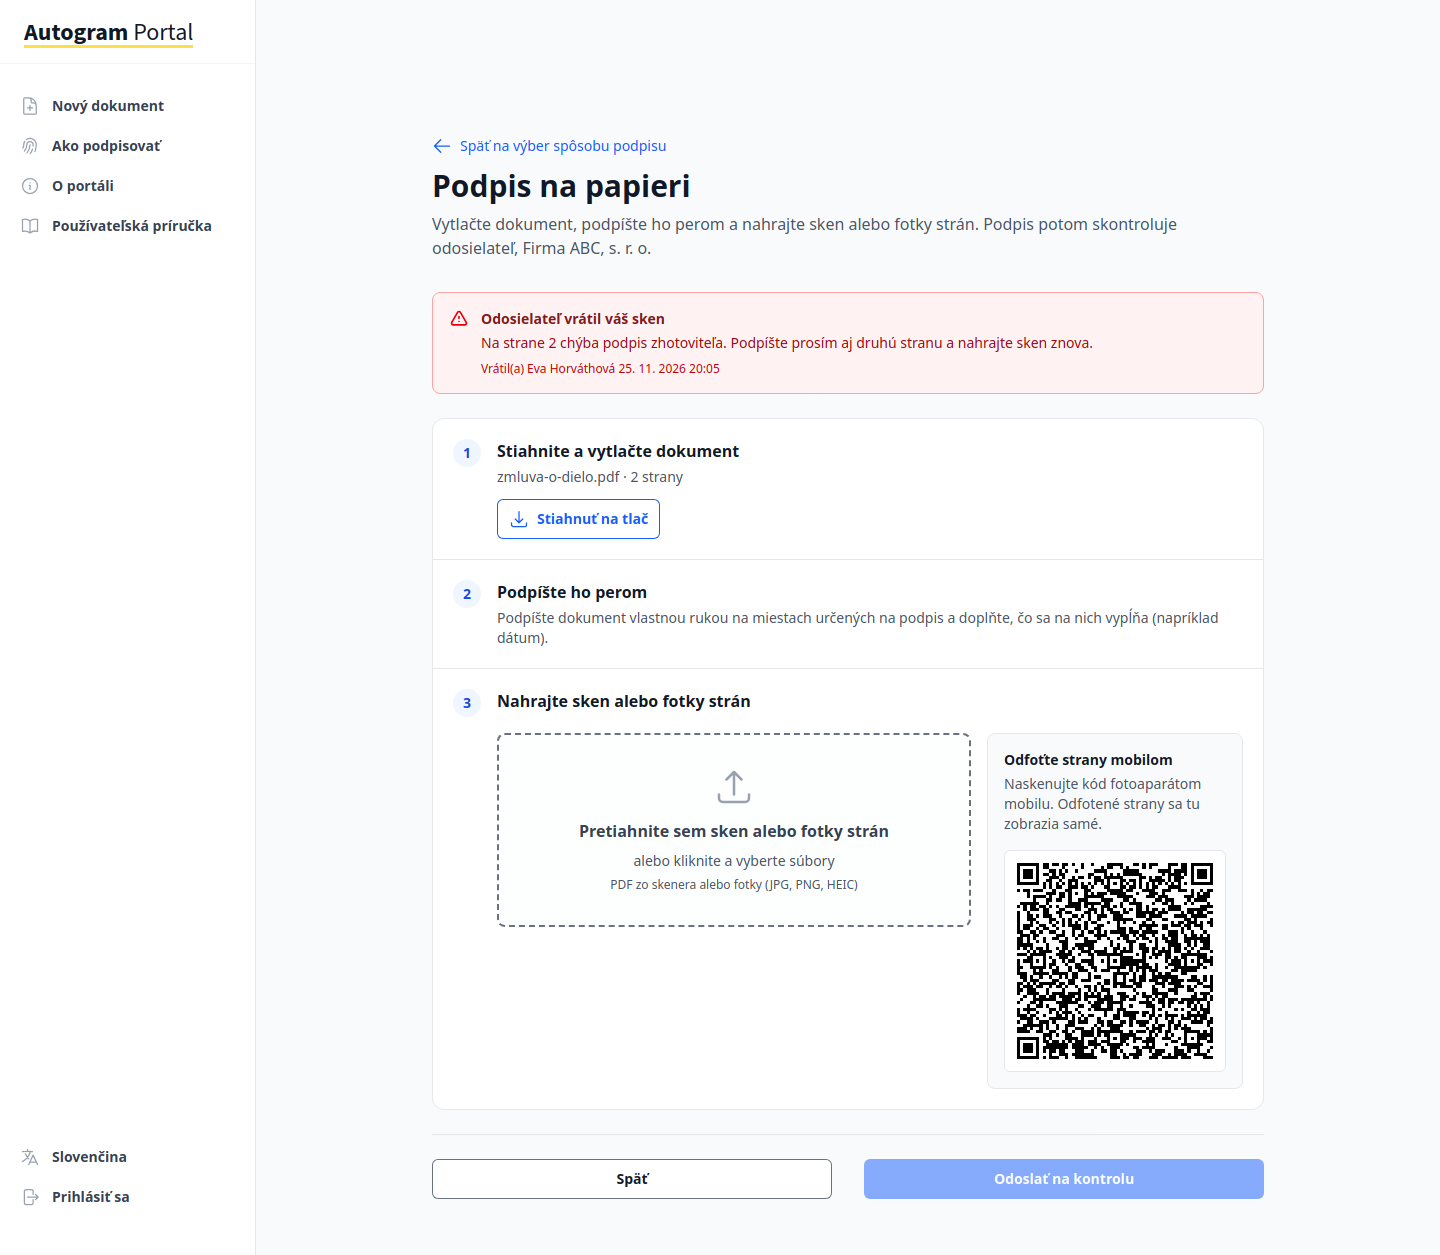 Autogram Portal
Nový dokument
Ako podpisovať
O portáli
Používateľská príručka
Späť na výber spôsobu podpisu
Podpis na papieri
Vytlačte dokument, podpíšte ho perom a nahrajte sken alebo fotky strán. Podpis potom skontroluje
odosielateľ, Firma ABC, s. r. o.
Odosielateľ vrátil váš sken
Na strane 2 chýba podpis zhotoviteľa. Podpíšte prosím aj druhú stranu a nahrajte sken znova.
Vrátil(a) Eva Horváthová 25. 11. 2026 20:05
1
Stiahnite a vytlačte dokument
zmluva-o-dielo.pdf · 2 strany
Stiahnuť na tlač
2
Podpíšte ho perom
Podpíšte dokument vlastnou rukou na miestach určených na podpis a doplňte, čo sa na nich vypĺňa (napríklad
dátum).
3
Nahrajte sken alebo fotky strán
Pretiahnite sem sken alebo fotky strán
alebo kliknite a vyberte súbory
PDF zo skenera alebo fotky (JPG, PNG, HEIC)
Odfoťte strany mobilom
Naskenujte kód fotoaparátom
mobilu. Odfotené strany sa tu
zobrazia samé.
Slovenčina
Prihlásiť sa
Späť
Odoslať na kontrolu